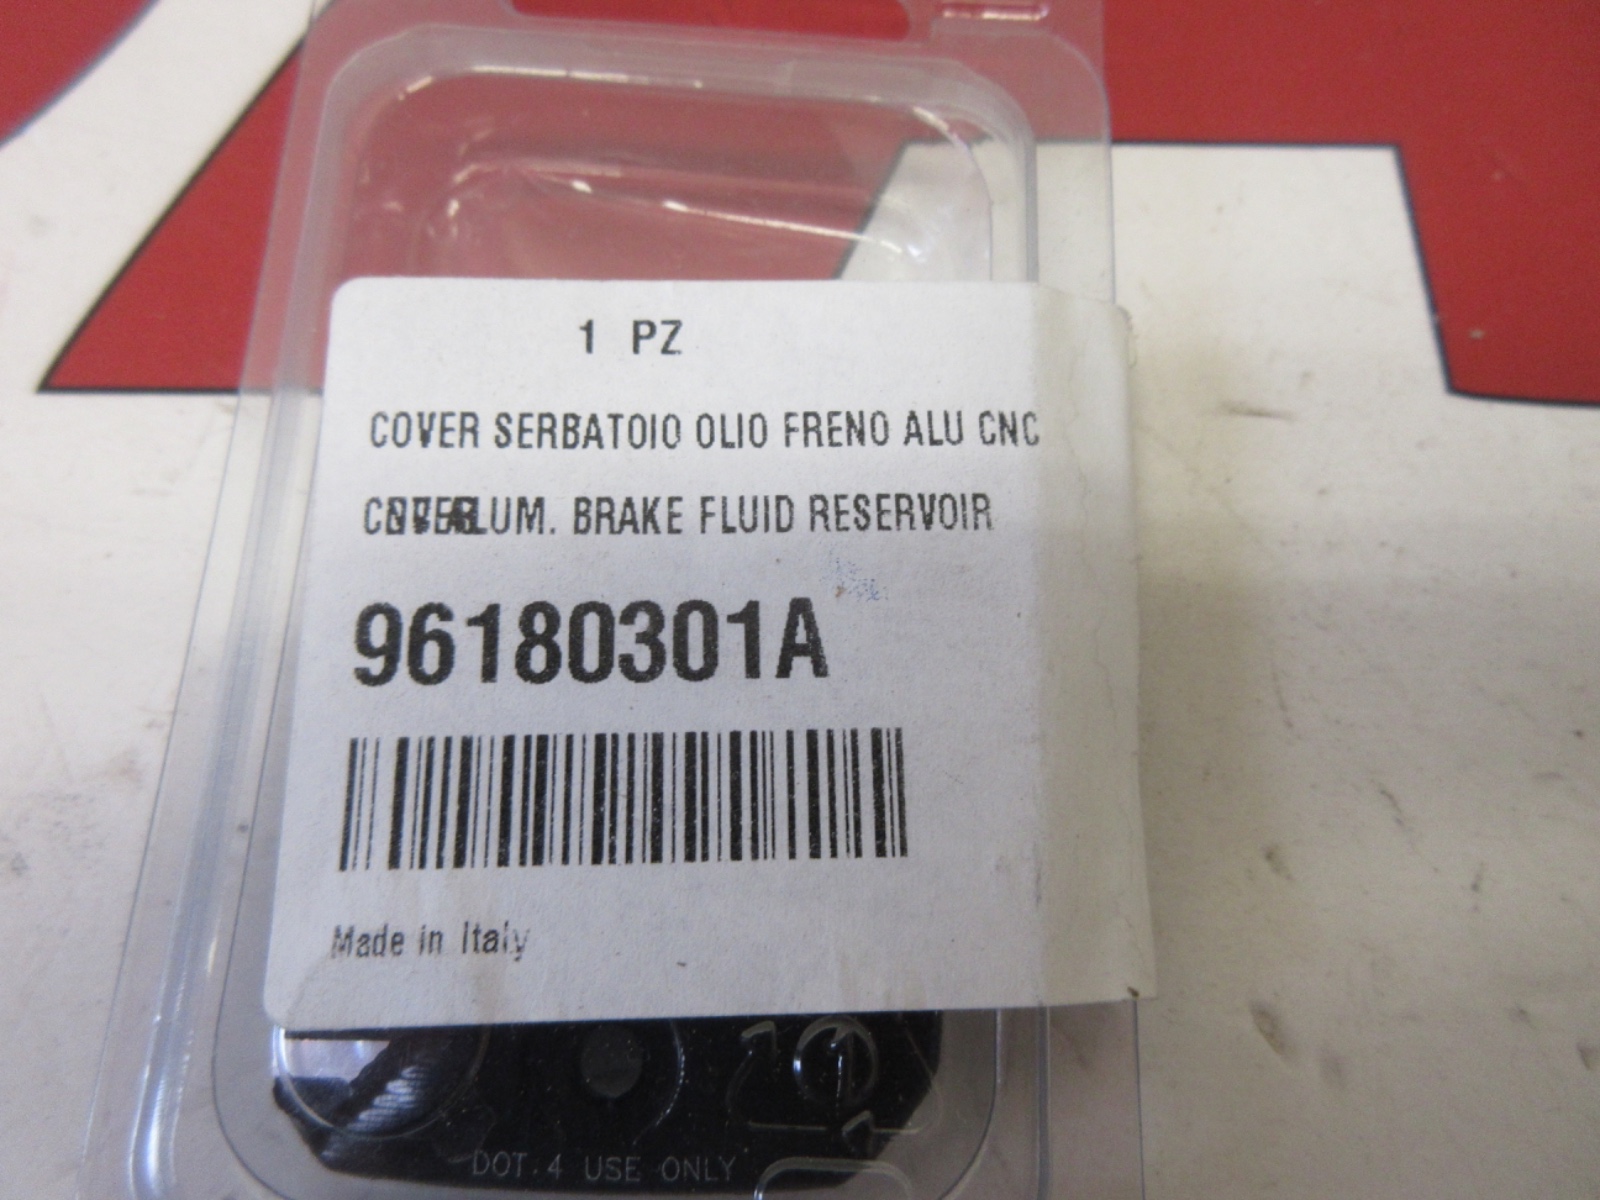 1 PZ
COVER SERBATOIO OLIO FRENO ALU CNC
LUM. BRAKE FLUID RESERVOIR
96180301A
Made in Italy
DOT.4 USE ONLY